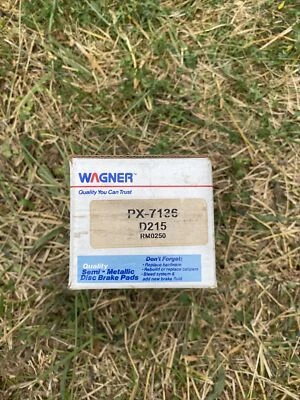 WAGNER
Quality You Can Trust
PX-7136
D215
RM0250
Quality
Semi - Metallic
Disc Brake Pads
Don't Forget:
• Replace hardware
• Rebuild or replace calipers
• Bleed system &
add new brake fluid